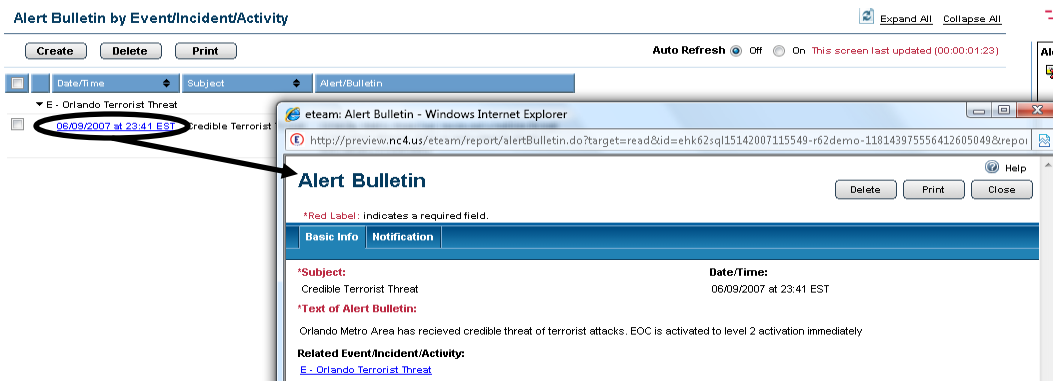 Alert Bulletin by Event/Incident/Activity
Expand All Collapse All
Create Delete Print
Auto Refresh Off On This screen last updated (00:00:01:23)
Date/Time Subject Alert/Bulletin
E - Orlando Terrorist Threat
06/09/2007 at 23:41 EST Credible Terrorist
eteam: Alert Bulletin - Windows Internet Explorer
http://preview.nc4.us/eteam/report/alertBulletin.do?target=read&id=ehk62sql15142007115549-r62demo-1181439755564126050498&repor
Help
Alert Bulletin
Delete Print Close
*Red Label: indicates a required field.
Basic Info Notification
*Subject: Date/Time:
Credible Terrorist Threat 06/09/2007 at 23:41 EST
*Text of Alert Bulletin:
Orlando Metro Area has recieved credible threat of terrorist attacks. EOC is activated to level 2 activation immediately
Related Event/Incident/Activity:
E - Orlando Terrorist Threat